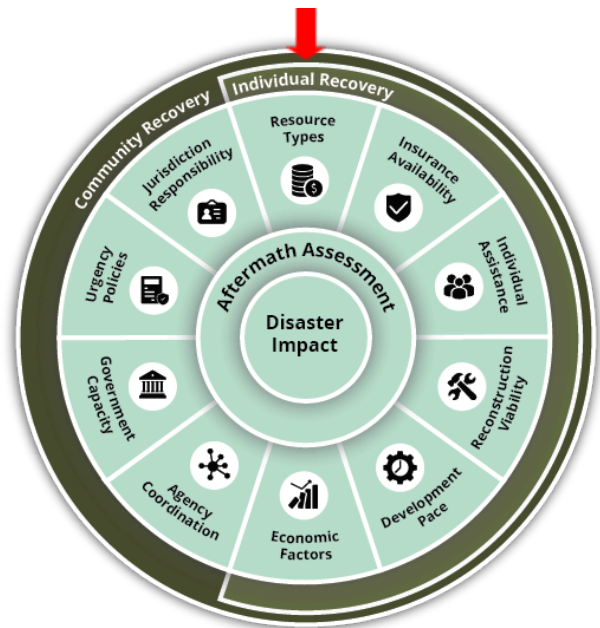 Individual Recovery
Community Recovery
Resource
Types
Insurance
Availability
Individual
Assistance
Reconstruction
Viability
Development
Pace
Economic
Factors
Agency
Coordination
Government
Capacity
Urgency
Policies
Jurisdiction
Responsibility
Aftermath Assessment
Disaster
Impact
$